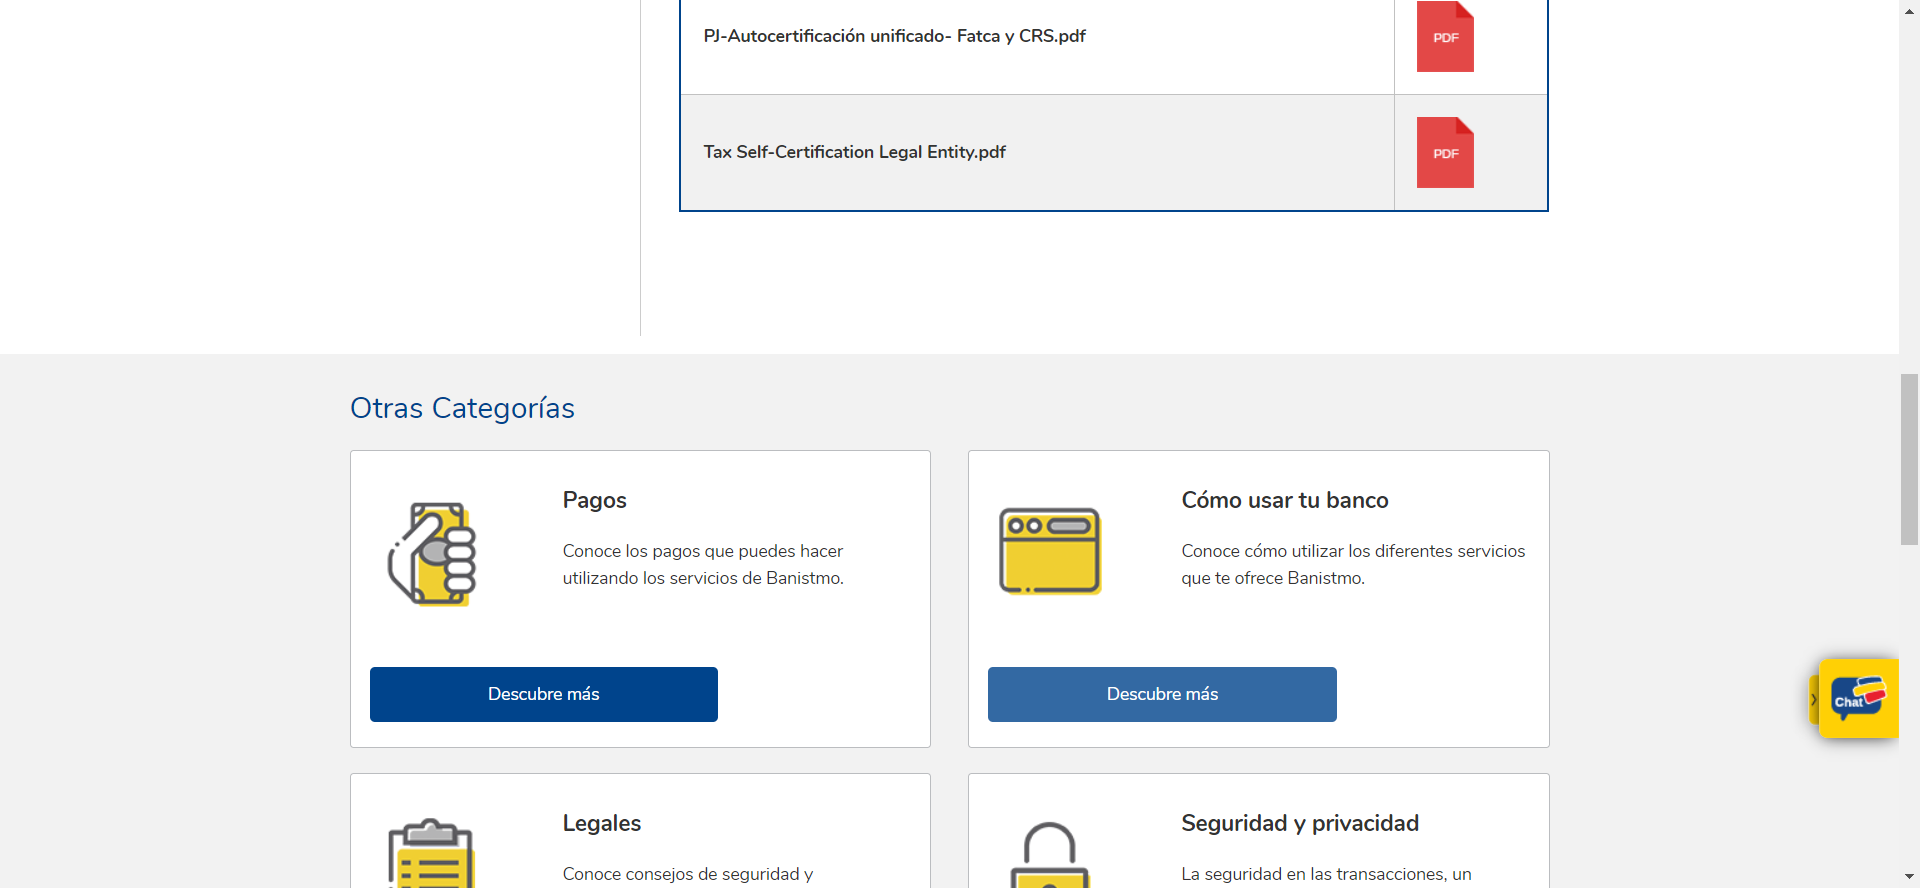 PJ-Autocertificación unificado- Fatca y CRS.pdf
PDF
Tax Self-Certification Legal Entity.pdf
PDF
Otras Categorías
Pagos
Conoce los pagos que puedes hacer
utilizando los servicios de Banistmo.
Descubre más
Cómo usar tu banco
Conoce cómo utilizar los diferentes servicios
que te ofrece Banistmo.
Descubre más
Chat
Legales
Conoce consejos de seguridad y
Seguridad y privacidad
La seguridad en las transacciones, un